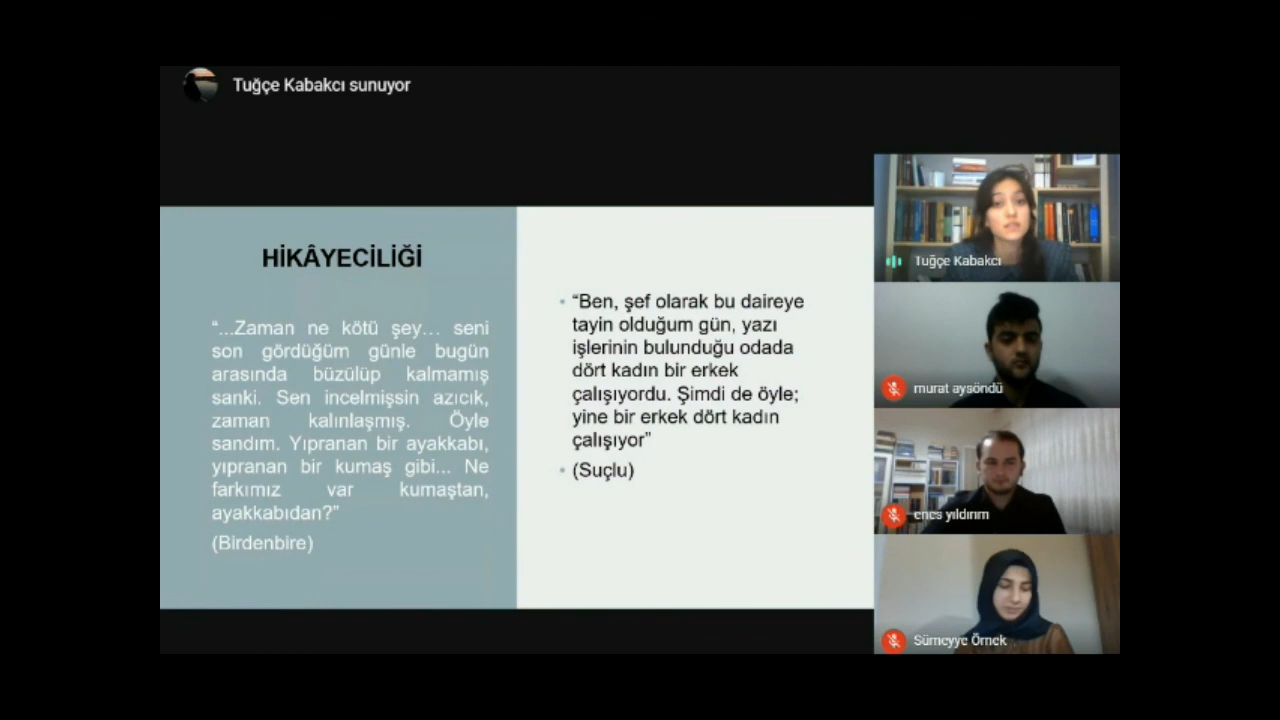 Tuğçe Kabakcı sunuyor
HİKÂYECİLİĞİ
“...Zaman ne kötü şey... seni
son gördüğüm günle bugün
arasında büzülüp kalmamış
sanki. Sen incelmişsin azıcık,
zaman kalınlaşmış. Öyle
sandım. Yıpranan bir ayakkabı,
yıpranan bir kumaş gibi... Ne
farkımız var kumaştan,
ayakkabıdan?”
(Birdenbire)
• “Ben, şef olarak bu daireye
tayin olduğum gün, yazı
işlerinin bulunduğu odada
dört kadın bir erkek
çalışıyordu. Şimdi de öyle;
yine bir erkek dört kadın
çalışıyor”
• (Suçlu)
Tuğçe Kabakcı
murat aysöndü
enes yıldırım
Sümeyye Örnek